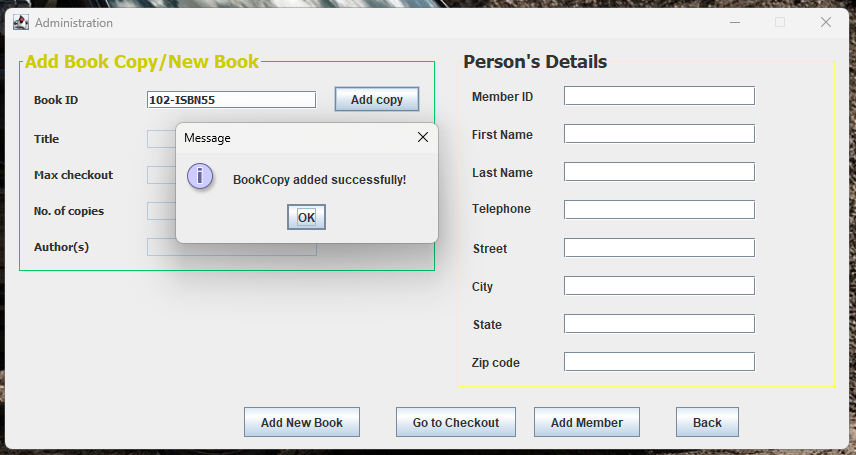 Administration
Add Book Copy/New Book
Book ID
102-ISBN55
Add copy
Title
Max checkout
No. of copies
Author(s)
Message
BookCopy added successfully!
OK
Person's Details
Member ID
First Name
Last Name
Telephone
Street
City
State
Zip code
Add New Book
Go to Checkout
Add Member
Back